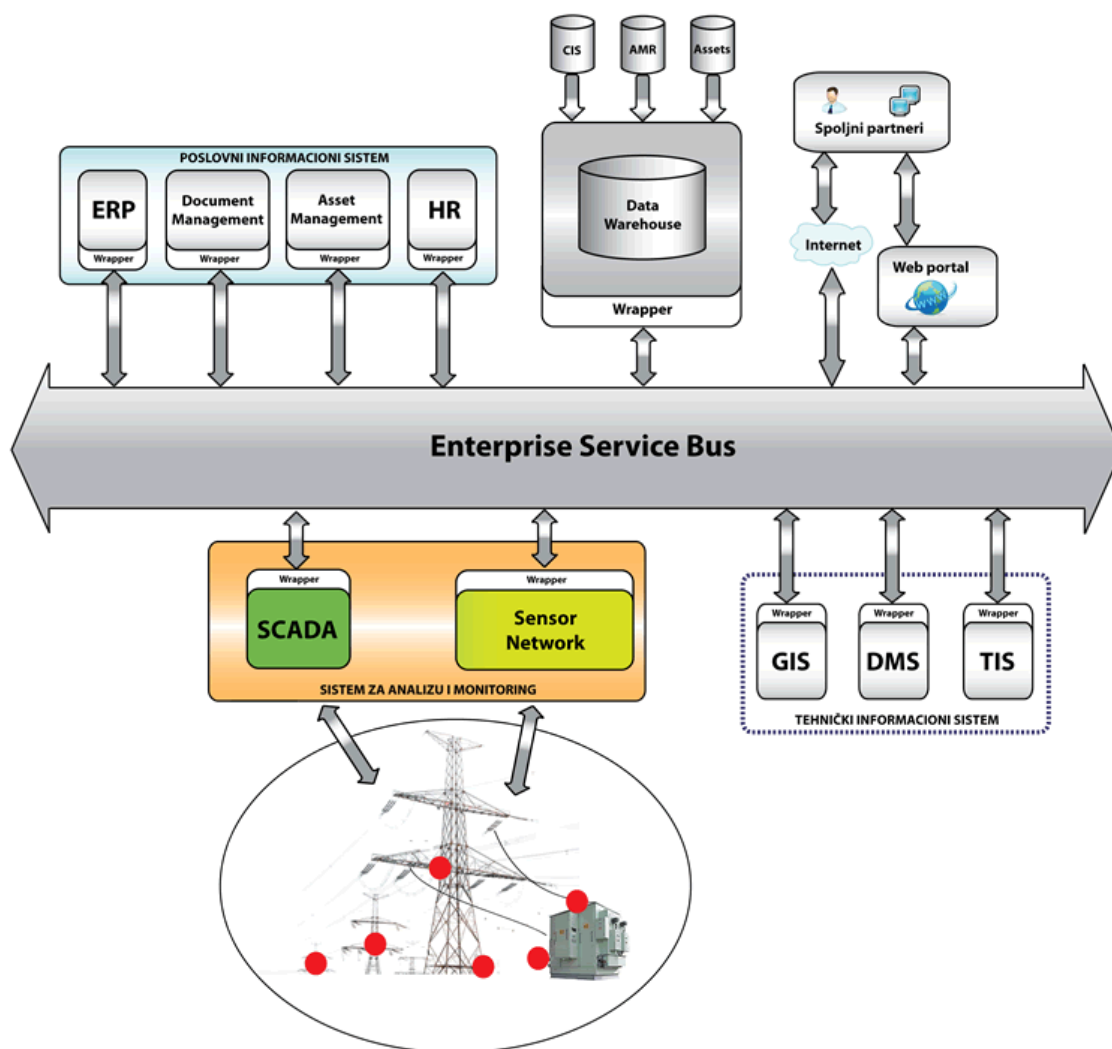 CIS
AMR
Assets
Spoljni partneri
POSLOVNI INFORMACIONI SISTEM
ERP
Wrapper
Document
Management
Wrapper
Asset
Management
Wrapper
HR
Wrapper
Data
Warehouse
Wrapper
Internet
Web portal
WWW
Enterprise Service Bus
Wrapper
SCADA
Wrapper
Sensor
Network
SISTEM ZA ANALIZU I MONITORING
Wrapper
GIS
Wrapper
DMS
Wrapper
TIS
TEHNIČKI INFORMACIONI SISTEM